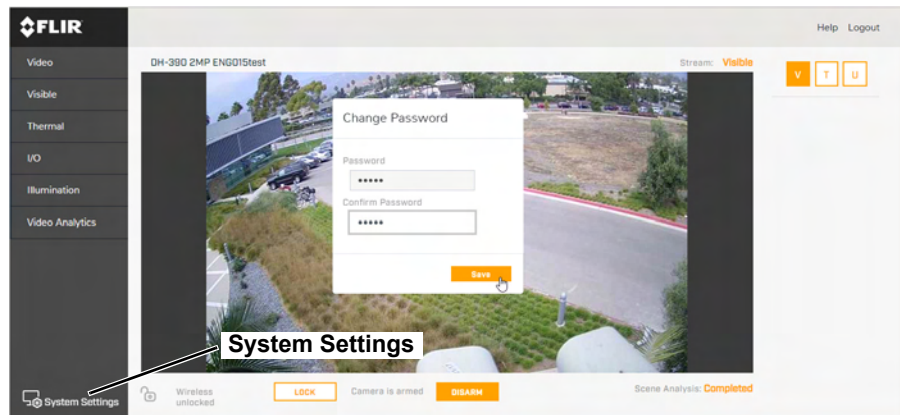 FLIR
Help Logout
Video
Visible
Thermal
I/O
Illumination
Video Analytics
System Settings
DH-390 2MP ENG015test
Stream: Visible
V T U
Change Password
Password
•••••
Confirm Password
•••••
Save
System Settings
Wireless
unlocked
LOCK
Camera is armed
DISARM
Scene Analysis: Completed